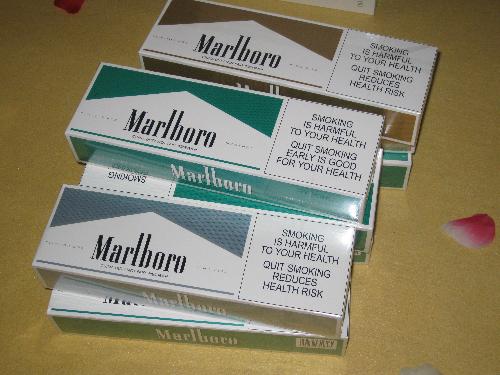 Marlboro
SMOKING
IS HARMFUL
TO YOUR HEALTH
QUIT SMOKING
REDUCES
HEALTH RISK
Marlboro
SMOKING
IS HARMFUL
TO YOUR HEALTH
QUIT SMOKING
EARLY IS GOOD
FOR YOUR HEALTH
Marlboro
SMOKING
Marlboro
SMOKING
IS HARMFUL
TO YOUR HEALTH
QUIT SMOKING
REDUCES
HEALTH RISK
Marlboro
Marlboro